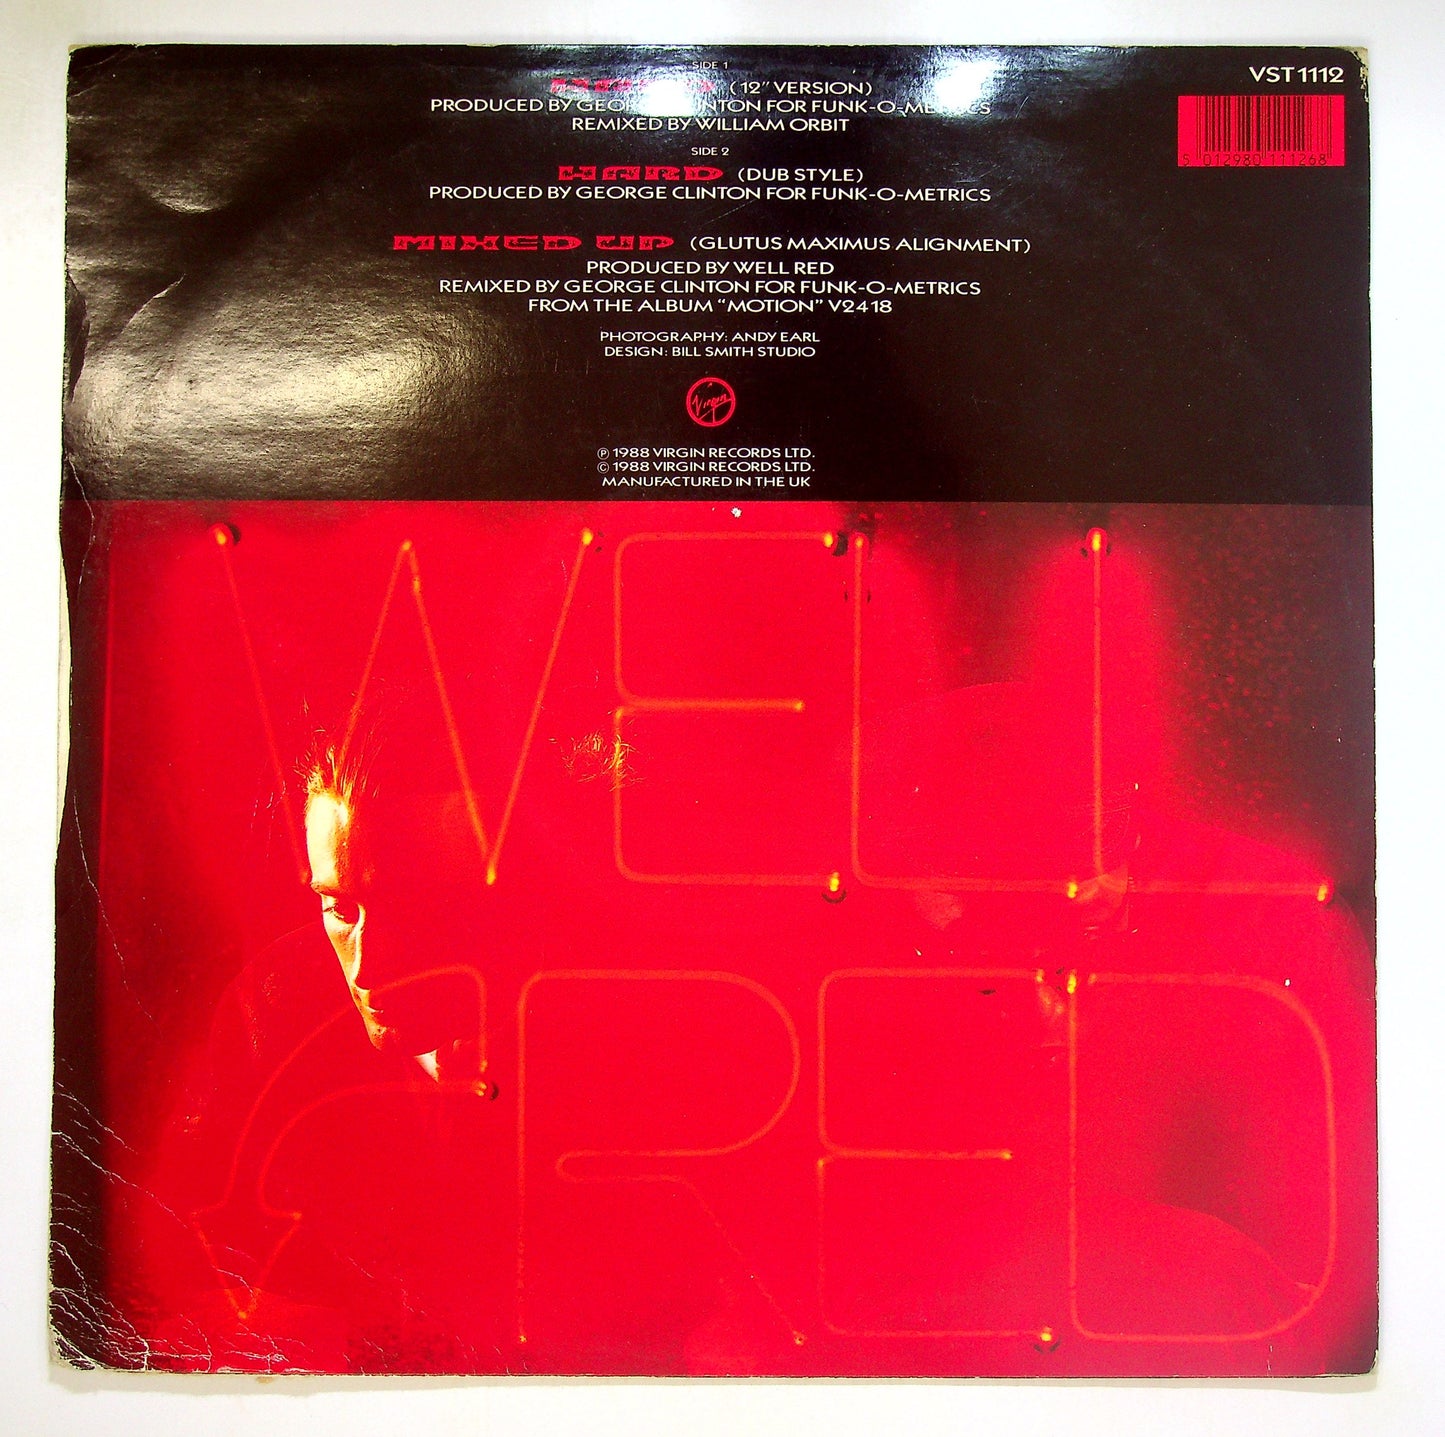 SIDE 1
(12" VERSION)
PRODUCED BY GEORGE CLINTON FOR FUNK-O-METRICS
REMIXED BY WILLIAM ORBIT
SIDE 2
HARD (DUB STYLE)
PRODUCED BY GEORGE CLINTON FOR FUNK-O-METRICS
MIXED UP (GLUTUS MAXIMUS ALIGNMENT)
PRODUCED BY WELL RED
REMIXED BY GEORGE CLINTON FOR FUNK-O-METRICS
FROM THE ALBUM "MOTION" V2418
PHOTOGRAPHY: ANDY EARL
DESIGN: BILL SMITH STUDIO
Virgin
℗ 1988 VIRGIN RECORDS LTD.
© 1988 VIRGIN RECORDS LTD.
MANUFACTURED IN THE UK
VST 1112
5 012980 111268
WELL
RED